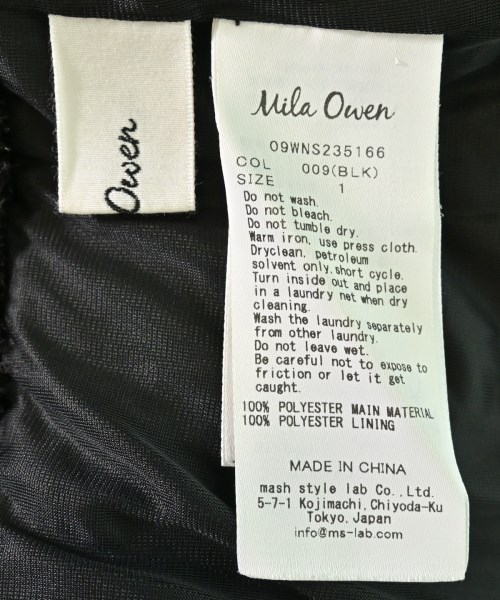 Owen
Mila Owen
09WNS235166
COL 009(BLK)
SIZE 1
Do not wash.
Do not bleach.
Do not tumble dry.
Warm iron, use press cloth.
Dryclean, petroleum
solvent only,short cycle.
Turn inside out and place
in a laundry net when dry
cleaning.
Wash the laundry separately
from other laundry.
Do not leave wet.
Be careful not to expose to
friction or let it get
caught.
100% POLYESTER MAIN MATERIAL
100% POLYESTER LINING
MADE IN CHINA
mash style lab Co.,Ltd.
5-7-1 Kojimachi,Chiyoda-Ku
Tokyo,Japan
info@ms-lab.com